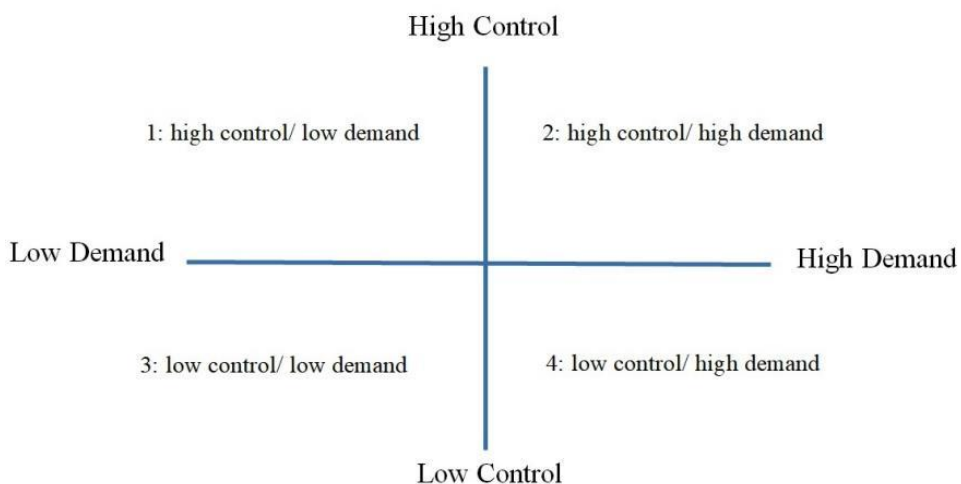 High Control
1: high control/ low demand
2: high control/ high demand
Low Demand
High Demand
3: low control/ low demand
4: low control/ high demand
Low Control